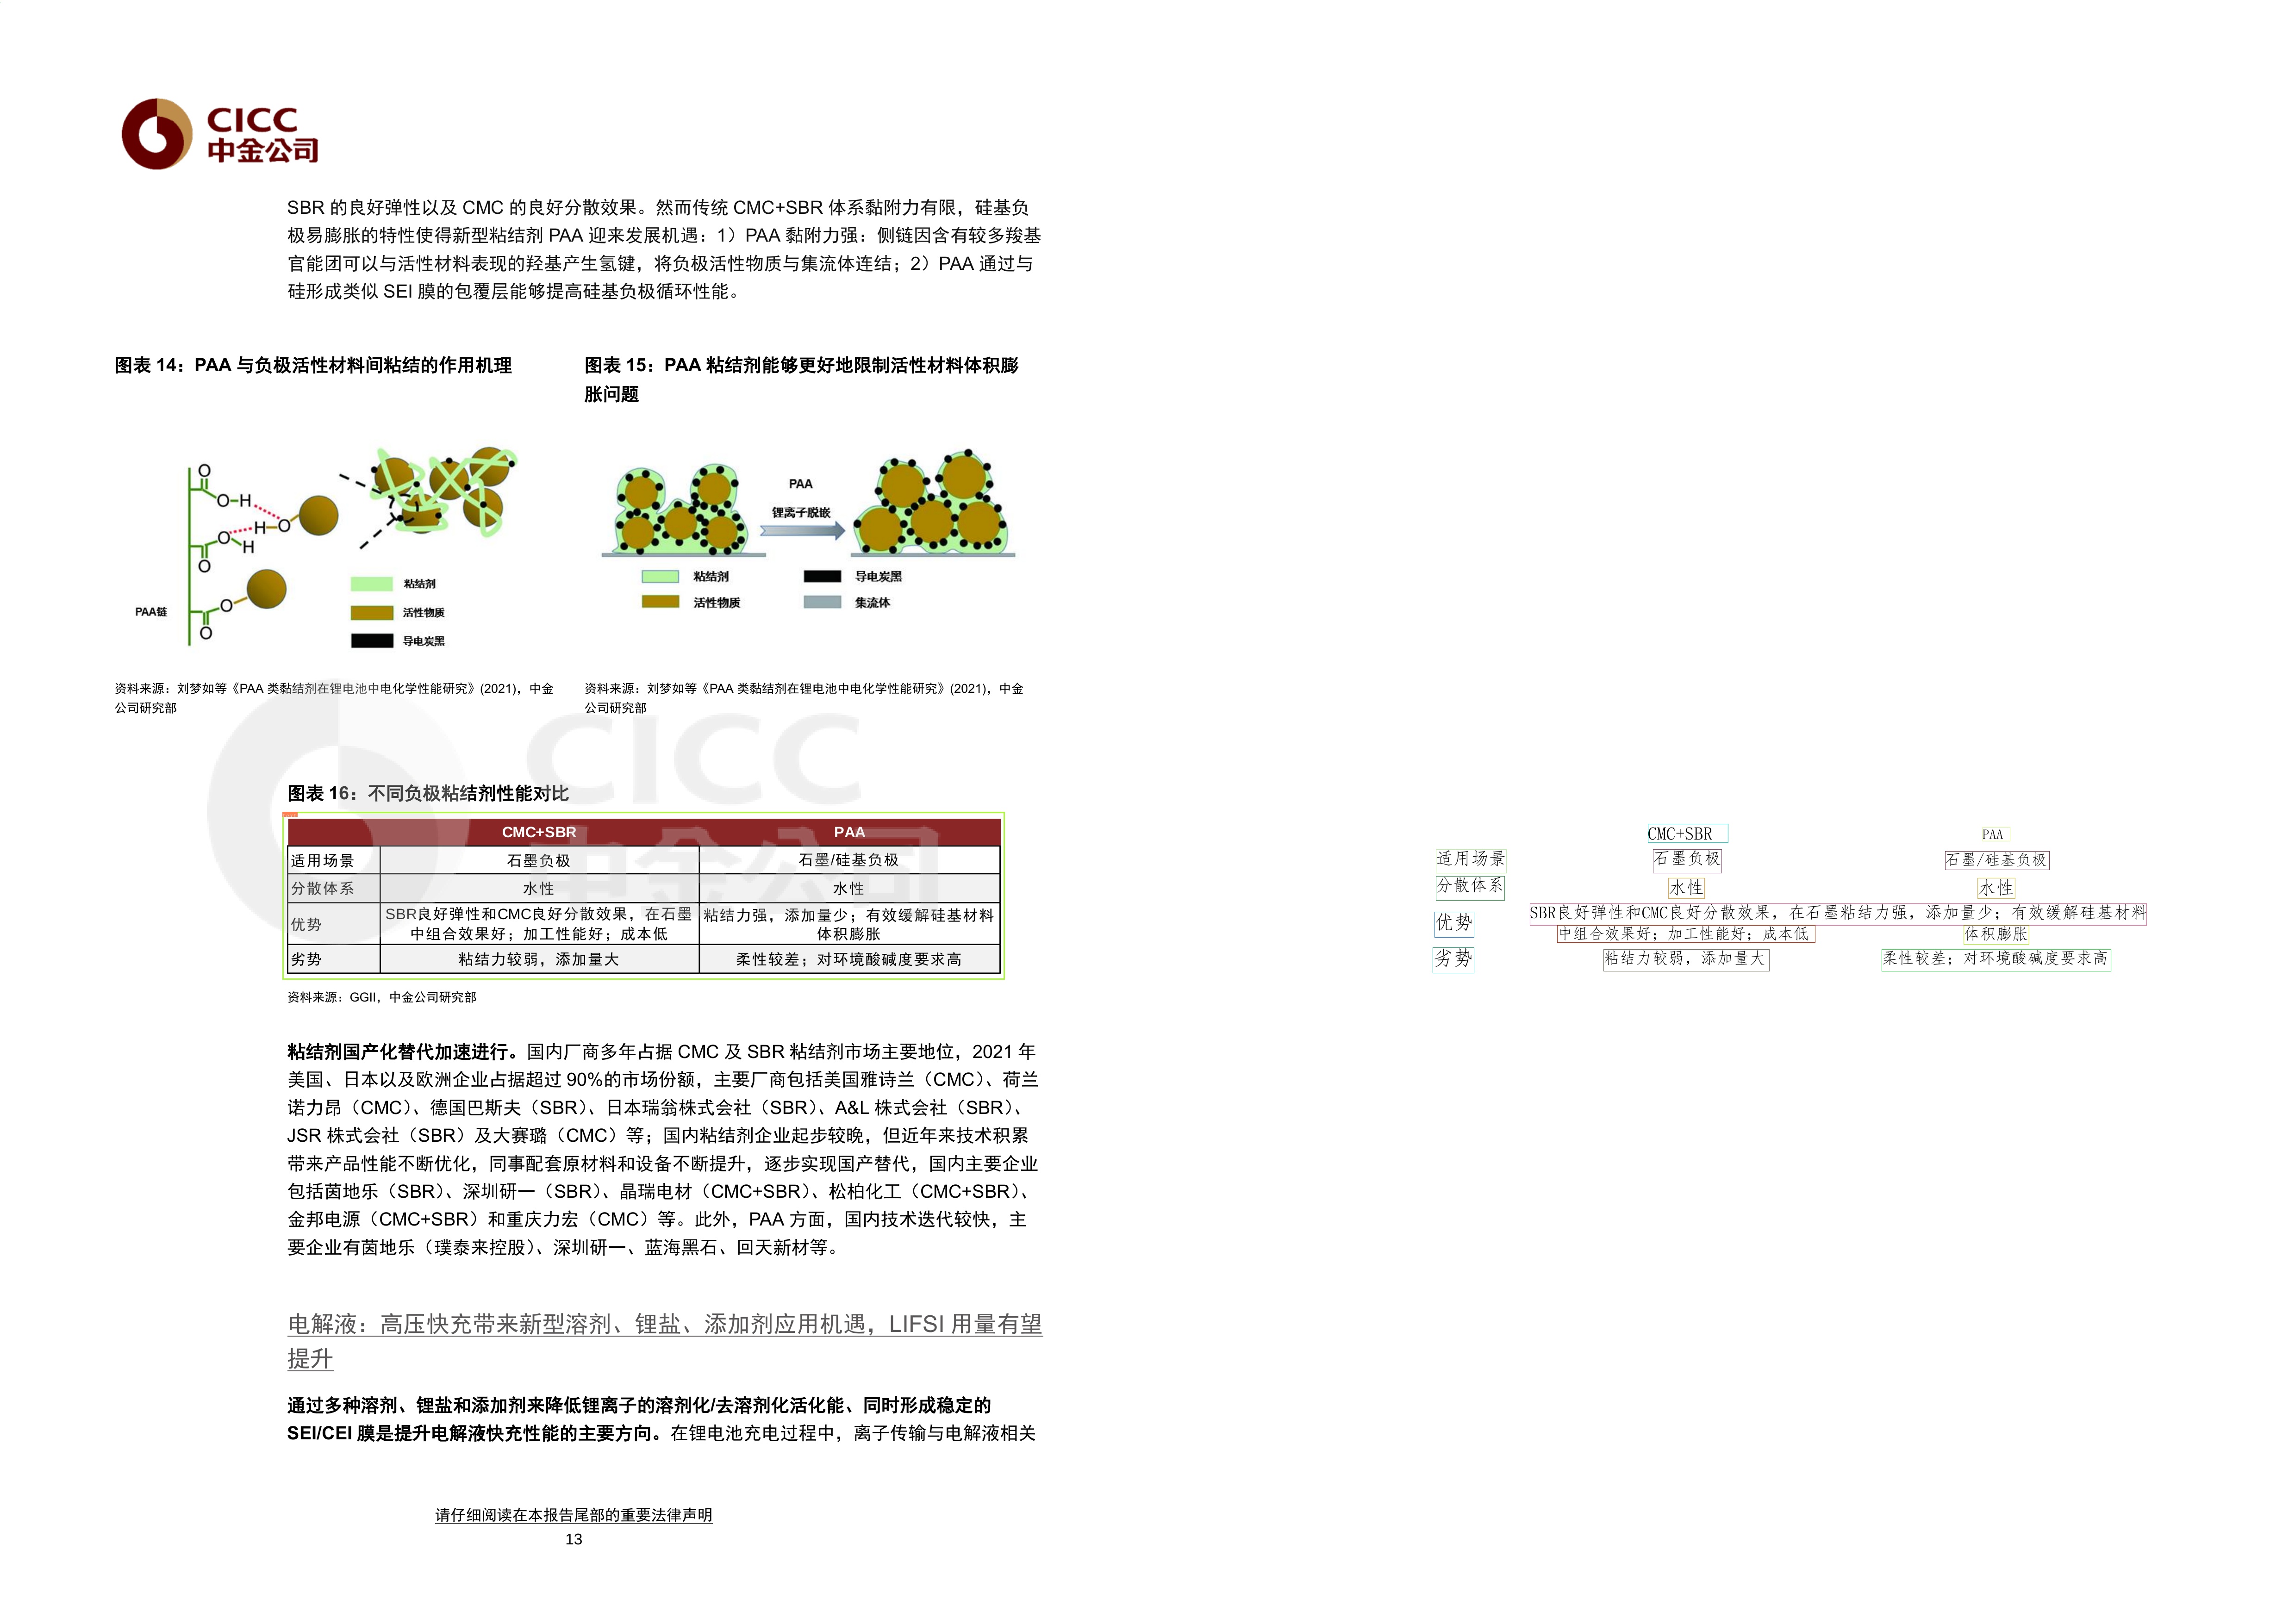 CICC
中金公司
SBR 的良好弹性以及 CMC 的良好分散效果。然而传统 CMC+SBR 体系黏附力有限，硅基负
极易膨胀的特性使得新型粘结剂 PAA 迎来发展机遇：1）PAA 黏附力强：侧链因含有较多羧基
官能团可以与活性材料表现的羟基产生氢键，将负极活性物质与集流体连结；2）PAA 通过与
硅形成类似 SEI 膜的包覆层能够提高硅基负极循环性能。
图表 14：PAA 与负极活性材料间粘结的作用机理
O
O-H
H-O
O
H
O
O
O
PAA链
粘结剂
活性物质
导电炭黑
资料来源：刘梦如等《PAA 类黏结剂在锂电池中电化学性能研究》(2021)，中金
公司研究部
图表 15：PAA 粘结剂能够更好地限制活性材料体积膨
胀问题
PAA
锂离子脱嵌
粘结剂 导电炭黑
活性物质 集流体
资料来源：刘梦如等《PAA 类黏结剂在锂电池中电化学性能研究》(2021)，中金
公司研究部
CICC
中金公司
图表 16：不同负极粘结剂性能对比
CMC+SBR PAA
适用场景 石墨负极 石墨/硅基负极
分散体系 水性 水性
优势 SBR良好弹性和CMC良好分散效果，在石墨 粘结力强，添加量少；有效缓解硅基材料
中组合效果好；加工性能好；成本低 体积膨胀
劣势 粘结力较弱，添加量大 柔性较差；对环境酸碱度要求高
资料来源：GGII，中金公司研究部
粘结剂国产化替代加速进行。国内厂商多年占据 CMC 及 SBR 粘结剂市场主要地位，2021 年
美国、日本以及欧洲企业占据超过 90%的市场份额，主要厂商包括美国雅诗兰（CMC）、荷兰
诺力昂（CMC）、德国巴斯夫（SBR）、日本瑞翁株式会社（SBR）、A&L 株式会社（SBR）、
JSR 株式会社（SBR）及大赛璐（CMC）等；国内粘结剂企业起步较晚，但近年来技术积累
带来产品性能不断优化，同事配套原材料和设备不断提升，逐步实现国产替代，国内主要企业
包括茵地乐（SBR）、深圳研一（SBR）、晶瑞电材（CMC+SBR）、松柏化工（CMC+SBR）、
金邦电源（CMC+SBR）和重庆力宏（CMC）等。此外，PAA 方面，国内技术迭代较快，主
要企业有茵地乐（璞泰来控股）、深圳研一、蓝海黑石、回天新材等。
电解液：高压快充带来新型溶剂、锂盐、添加剂应用机遇，LIFSI 用量有望
提升
通过多种溶剂、锂盐和添加剂来降低锂离子的溶剂化/去溶剂化活化能、同时形成稳定的
SEI/CEI 膜是提升电解液快充性能的主要方向。在锂电池充电过程中，离子传输与电解液相关
请仔细阅读在本报告尾部的重要法律声明
13
CMC+SBR PAA
适用场景 石墨负极 石墨/硅基负极
分散体系 水性 水性
优势 SBR良好弹性和CMC良好分散效果，在石墨粘结力强，添加量少；有效缓解硅基材料
中组合效果好；加工性能好；成本低 体积膨胀
劣势 粘结力较弱，添加量大 柔性较差；对环境酸碱度要求高